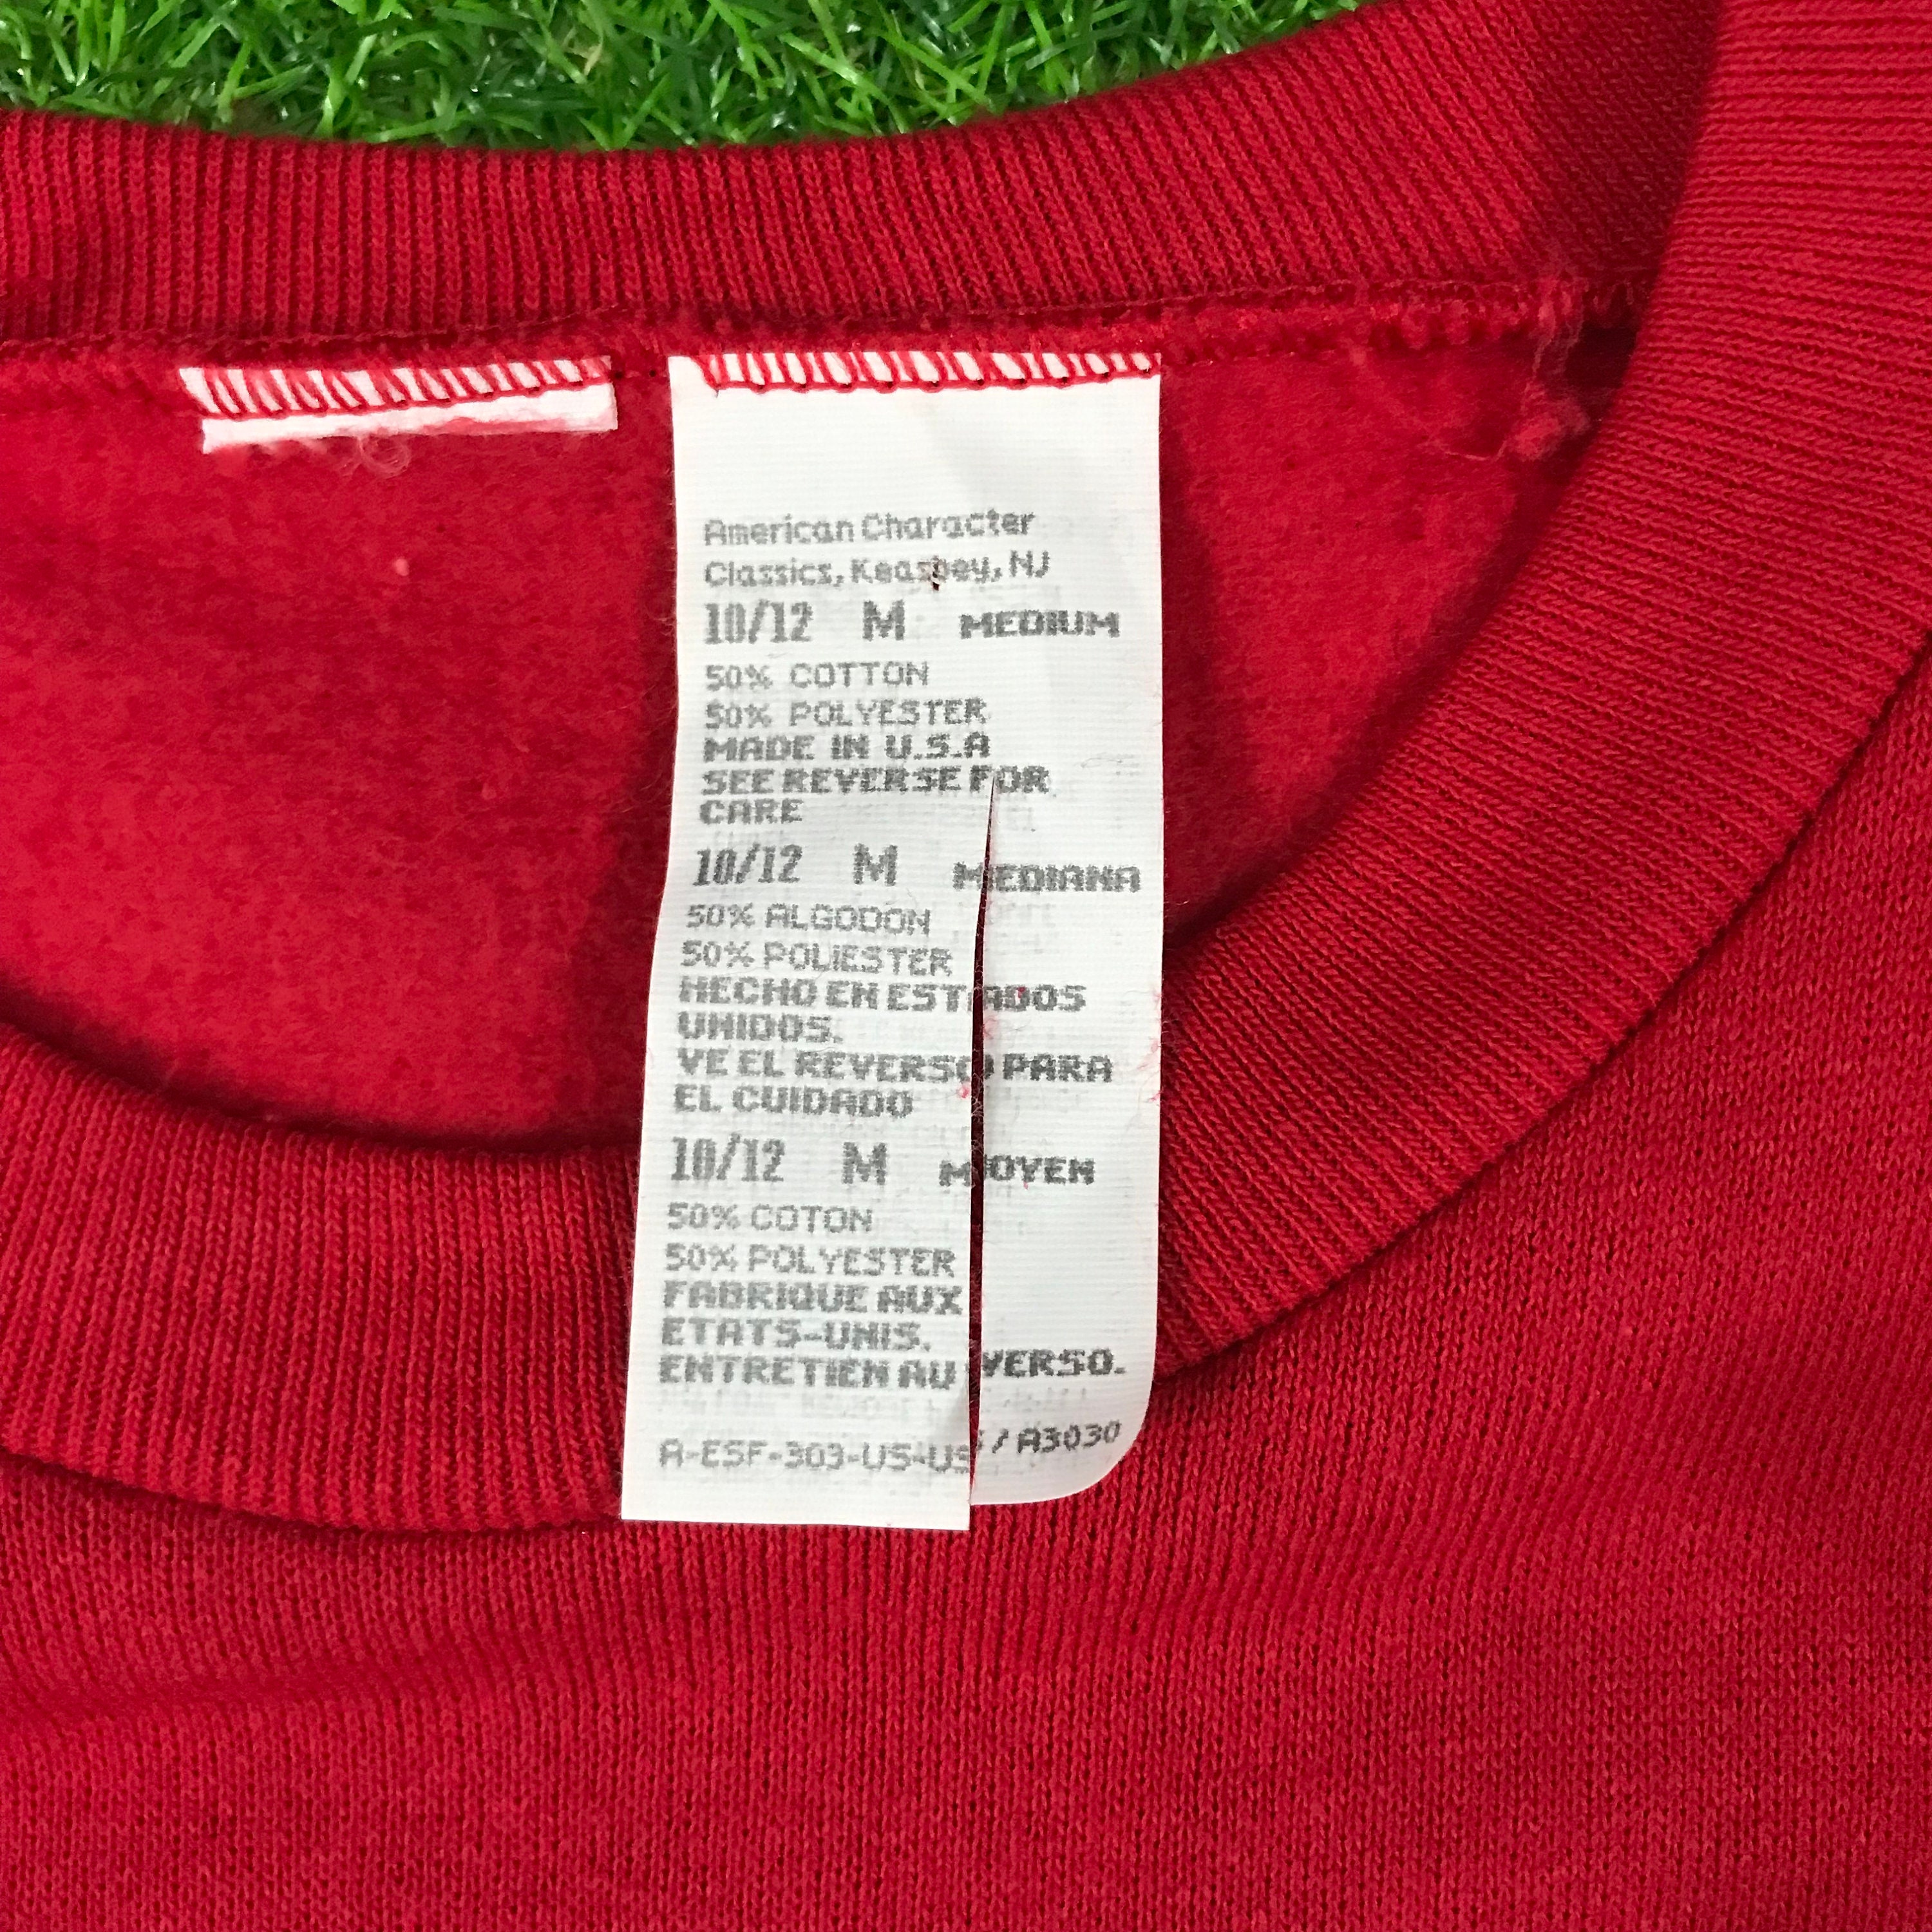 American Character
Classics, Keasbey, NJ
10/12 M MEDIUM
50% COTTON
50% POLYESTER
MADE IN U.S.A
SEE REVERSE FOR
CARE
10/12 M MEDIANA
50% ALGODON
50% POLIESTER
HECHO EN ESTADOS
UNIDOS.
VE EL REVERSO PARA
EL CUIDADO
10/12 M MOYEN
50% COTON
50% POLYESTER
FABRIQUE AUX
ETATS-UNIS.
ENTRETIEN AU VERSO.
A-ESF-303-US-US / A3030